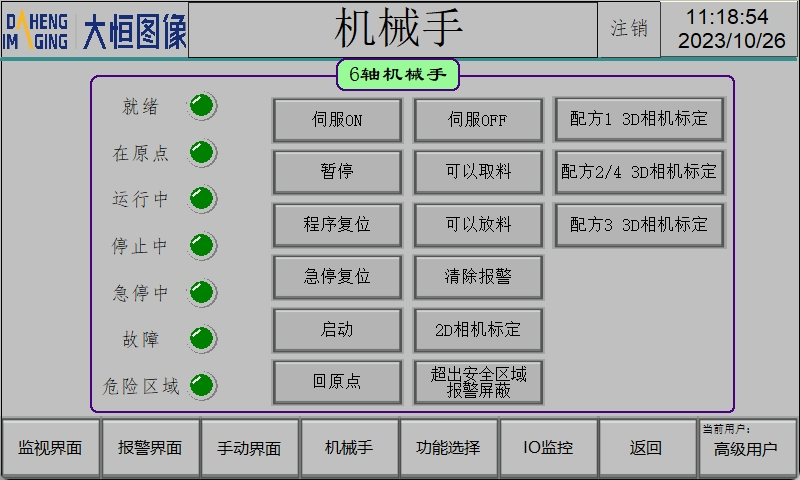 DAHENG
IMAGING
大恒图像
机械手
注销
11:18:54
2023/10/26
6轴机械手
就绪
在原点
运行中
停止中
急停中
故障
危险区域
伺服ON
伺服OFF
配方1 3D相机标定
暂停
可以取料
配方2/4 3D相机标定
程序复位
可以放料
配方3 3D相机标定
急停复位
清除报警
启动
2D相机标定
回原点
超出安全区域
报警屏蔽
监视界面
报警界面
手动界面
机械手
功能选择
IO监控
返回
当前用户:
高级用户